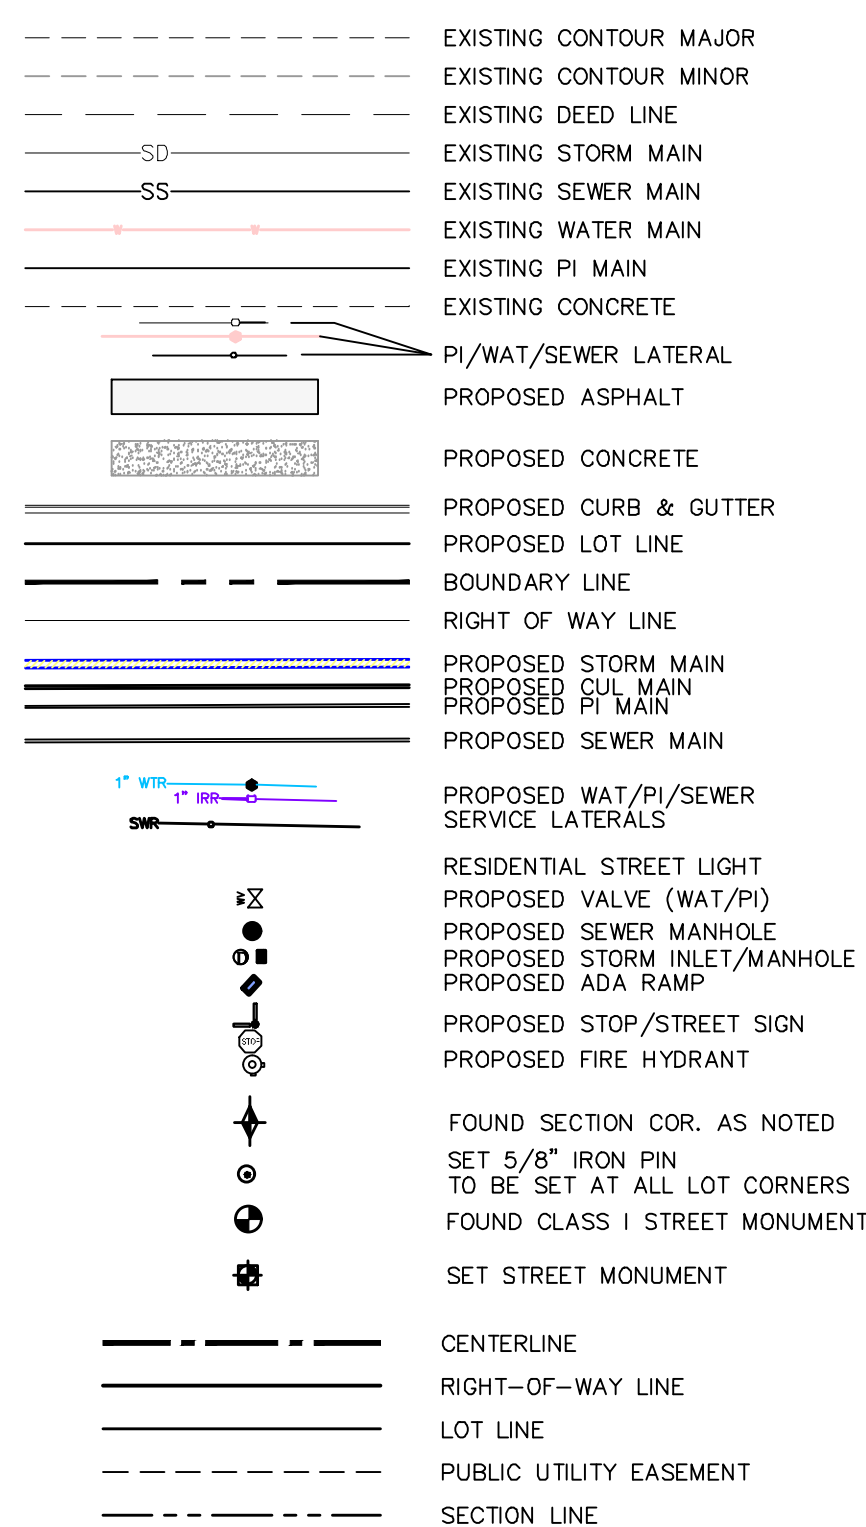 EXISTING CONTOUR MAJOR
EXISTING CONTOUR MINOR
EXISTING DEED LINE
SD EXISTING STORM MAIN
SS EXISTING SEWER MAIN
W W EXISTING WATER MAIN
EXISTING PI MAIN
EXISTING CONCRETE
PI/WAT/SEWER LATERAL
PROPOSED ASPHALT
PROPOSED CONCRETE
PROPOSED CURB & GUTTER
PROPOSED LOT LINE
BOUNDARY LINE
RIGHT OF WAY LINE
PROPOSED STORM MAIN
PROPOSED CUL MAIN
PROPOSED PI MAIN
PROPOSED SEWER MAIN
1" WTR
1" IRR
PROPOSED WAT/PI/SEWER
SWR SERVICE LATERALS
RESIDENTIAL STREET LIGHT
W PROPOSED VALVE (WAT/PI)
PROPOSED SEWER MANHOLE
PROPOSED STORM INLET/MANHOLE
PROPOSED ADA RAMP
PROPOSED STOP/STREET SIGN
STOP
PROPOSED FIRE HYDRANT
FOUND SECTION COR. AS NOTED
SET 5/8" IRON PIN
TO BE SET AT ALL LOT CORNERS
FOUND CLASS I STREET MONUMENT
SET STREET MONUMENT
CENTERLINE
RIGHT-OF-WAY LINE
LOT LINE
PUBLIC UTILITY EASEMENT
SECTION LINE